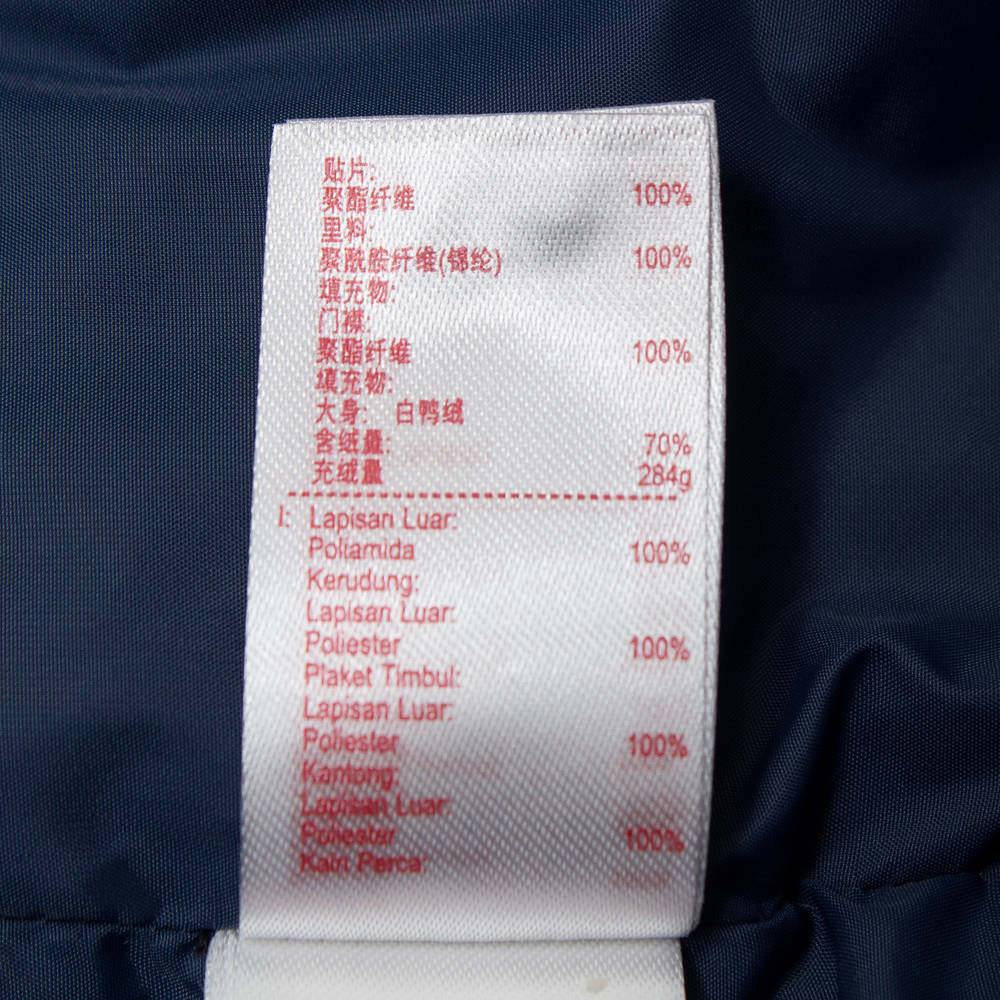 贴片:
聚酯纤维 100%
里料:
聚酰胺纤维(锦纶) 100%
填充物:
门襟:
聚酯纤维 100%
填充物:
大身: 白鸭绒
含绒量: 70%
充绒量 284g
I: Lapisan Luar:
Poliamida 100%
Kerudung:
Lapisan Luar:
Poliester 100%
Plaket Timbul:
Lapisan Luar:
Poliester 100%
Kantong:
Lapisan Luar:
Poliester 100%
Kain Perca: